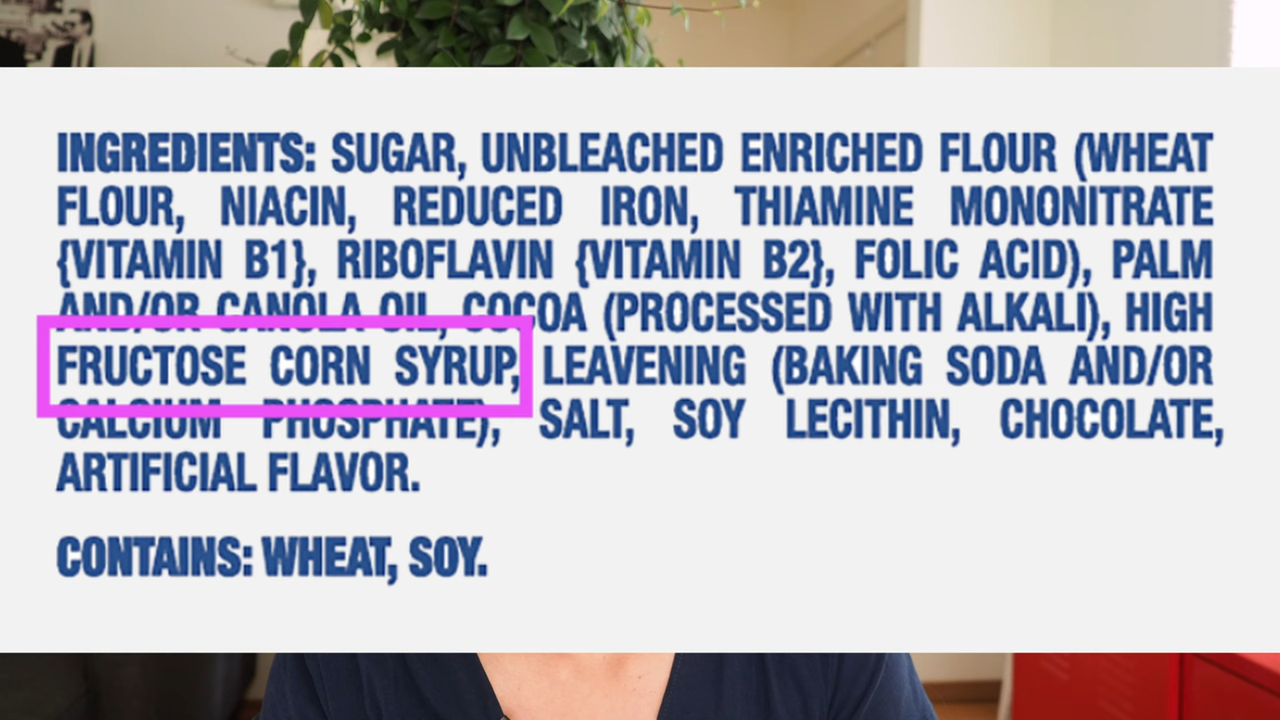 INGREDIENTS: SUGAR, UNBLEACHED ENRICHED FLOUR (WHEAT
FLOUR, NIACIN, REDUCED IRON, THIAMINE MONONITRATE
{VITAMIN B1}, RIBOFLAVIN {VITAMIN B2}, FOLIC ACID), PALM
AND/OR CANOLA OIL, COCOA (PROCESSED WITH ALKALI), HIGH
FRUCTOSE CORN SYRUP, LEAVENING (BAKING SODA AND/OR
CALCIUM PHOSPHATE), SALT, SOY LECITHIN, CHOCOLATE,
ARTIFICIAL FLAVOR.
CONTAINS: WHEAT, SOY.